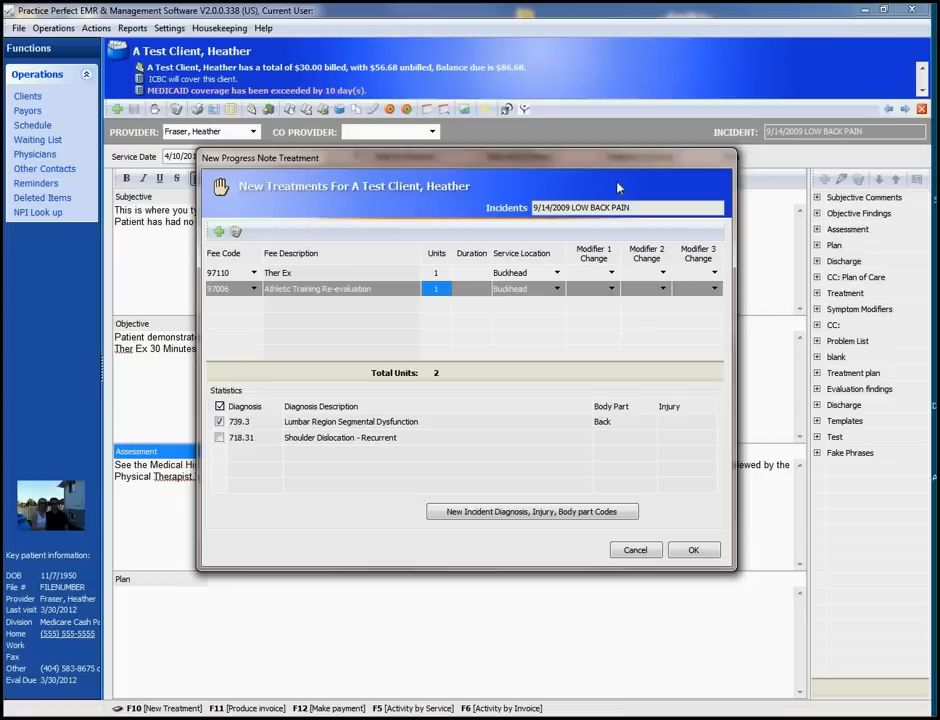 Practice Perfect EMR & Management Software V2.0.0.338 (US), Current User:
File Operations Actions Reports Settings Housekeeping Help
Functions
Operations
Clients
Payors
Schedule
Waiting List
Physicians
Other Contacts
Reminders
Deleted Items
NPI Look up
Key patient information:
DOB 11/7/1950
File # FILENUMBER
Provider Fraser, Heather
Last visit 3/30/2012
Division Medicare Cash Pa
Home (555) 555-5555
Work
Fax
Other (404) 583-8675 c
Eval Due 3/30/2012
A Test Client, Heather
A Test Client, Heather has a total of $30.00 billed, with $56.68 unbilled, Balance due is $86.68.
ICBC will cover this client.
MEDICAID coverage has been exceeded by 10 day(s).
PROVIDER: Fraser, Heather CO PROVIDER: INCIDENT: 9/14/2009 LOW BACK PAIN
Service Date 4/10/201
B I U S
Subjective
This is where you ty
Patient has had no
Objective
Patient demonstrate
Ther Ex 30 Minutes
Assessment
See the Medical His
ewed by the
Physical Therapist.
Plan
New Progress Note Treatment
New Treatments For A Test Client, Heather
Incidents 9/14/2009 LOW BACK PAIN
Fee Code Fee Description Units Duration Service Location Modifier 1 Change Modifier 2 Change Modifier 3 Change
97110 Ther Ex 1 Buckhead
97006 Athletic Training Re-evaluation 1 Buckhead
Total Units: 2
Statistics
Diagnosis Diagnosis Description Body Part Injury
739.3 Lumbar Region Segmental Dysfunction Back
718.31 Shoulder Dislocation - Recurrent
New Incident Diagnosis, Injury, Body part Codes
Cancel OK
Subjective Comments
Objective Findings
Assessment
Plan
Discharge
CC: Plan of Care
Treatment
Symptom Modifiers
CC:
Problem List
blank
Treatment plan
Evaluation findings
Discharge
Templates
Test
Fake Phrases
F10 [New Treatment] F11 [Produce invoice] F12 [Make payment] F5 [Activity by Service] F6 [Activity by Invoice]